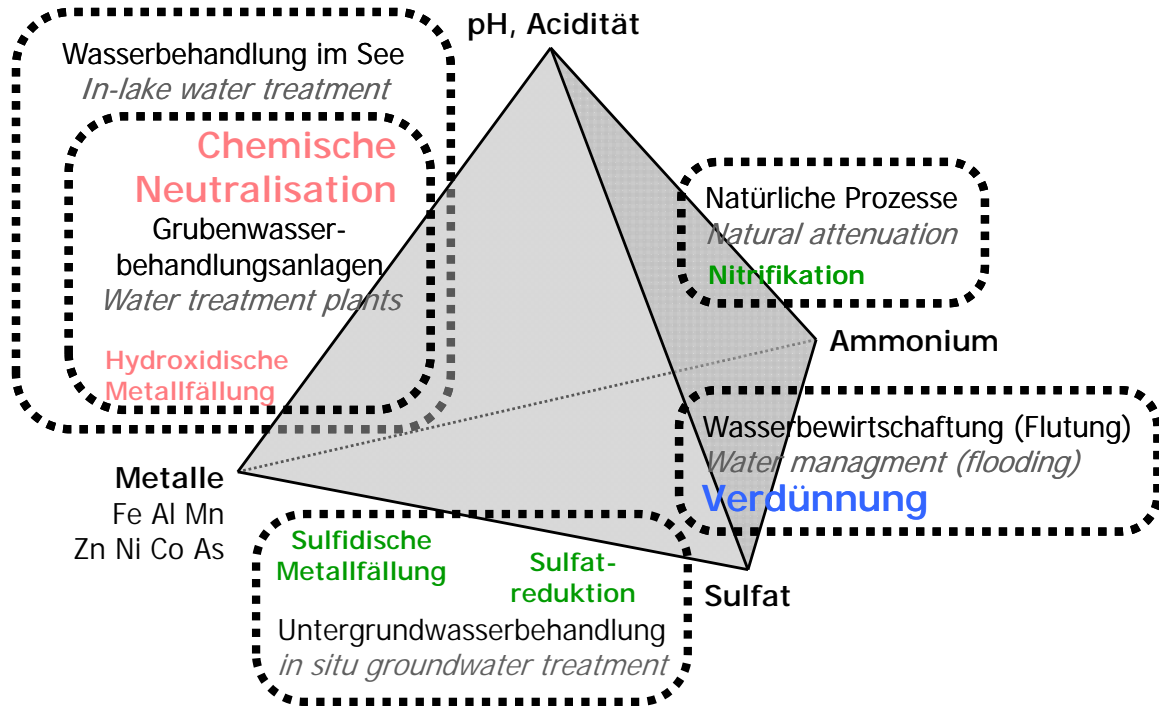 pH, Acidität
Wasserbehandlung im See
In-lake water treatment
Chemische
Neutralisation
Grubenwasser-
behandlungsanlagen
Water treatment plants
Hydroxidische
Metallfällung
Natürliche Prozesse
Natural attenuation
Nitrifikation
Ammonium
Wasserbewirtschaftung (Flutung)
Water managment (flooding)
Verdünnung
Metalle
Fe Al Mn
Zn Ni Co As
Sulfidische
Metallfällung
Sulfat-
reduktion
Sulfat
Untergrundwasserbehandlung
in situ groundwater treatment